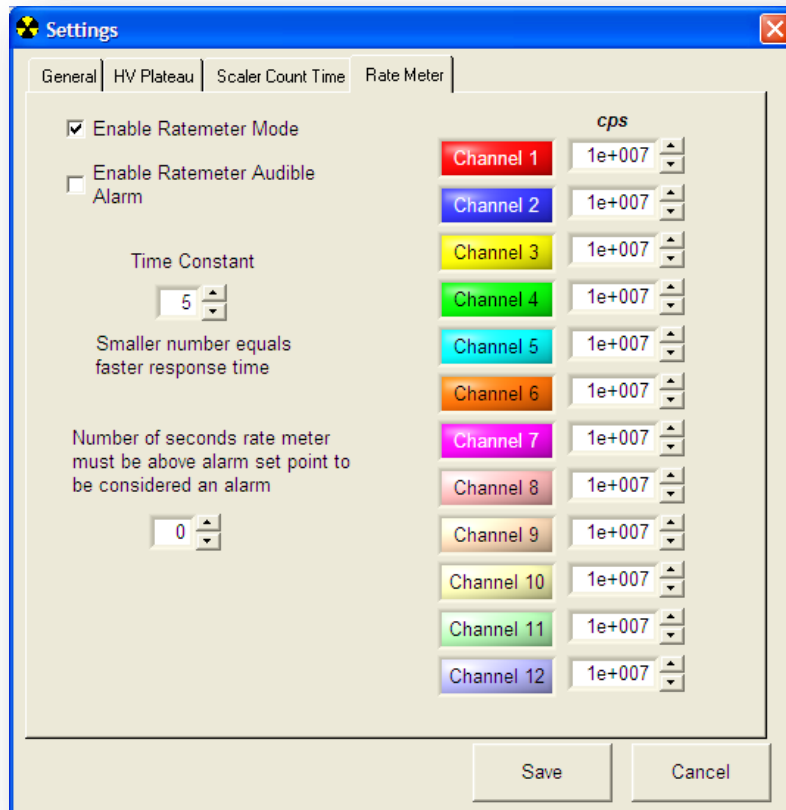 Settings
General
HV Plateau
Scaler Count Time
Rate Meter
Enable Ratemeter Mode
Enable Ratemeter Audible
Alarm
Time Constant
5
Smaller number equals
faster response time
Number of seconds rate meter
must be above alarm set point to
be considered an alarm
0
cps
Channel 1 1e+007
Channel 2 1e+007
Channel 3 1e+007
Channel 4 1e+007
Channel 5 1e+007
Channel 6 1e+007
Channel 7 1e+007
Channel 8 1e+007
Channel 9 1e+007
Channel 10 1e+007
Channel 11 1e+007
Channel 12 1e+007
Save
Cancel